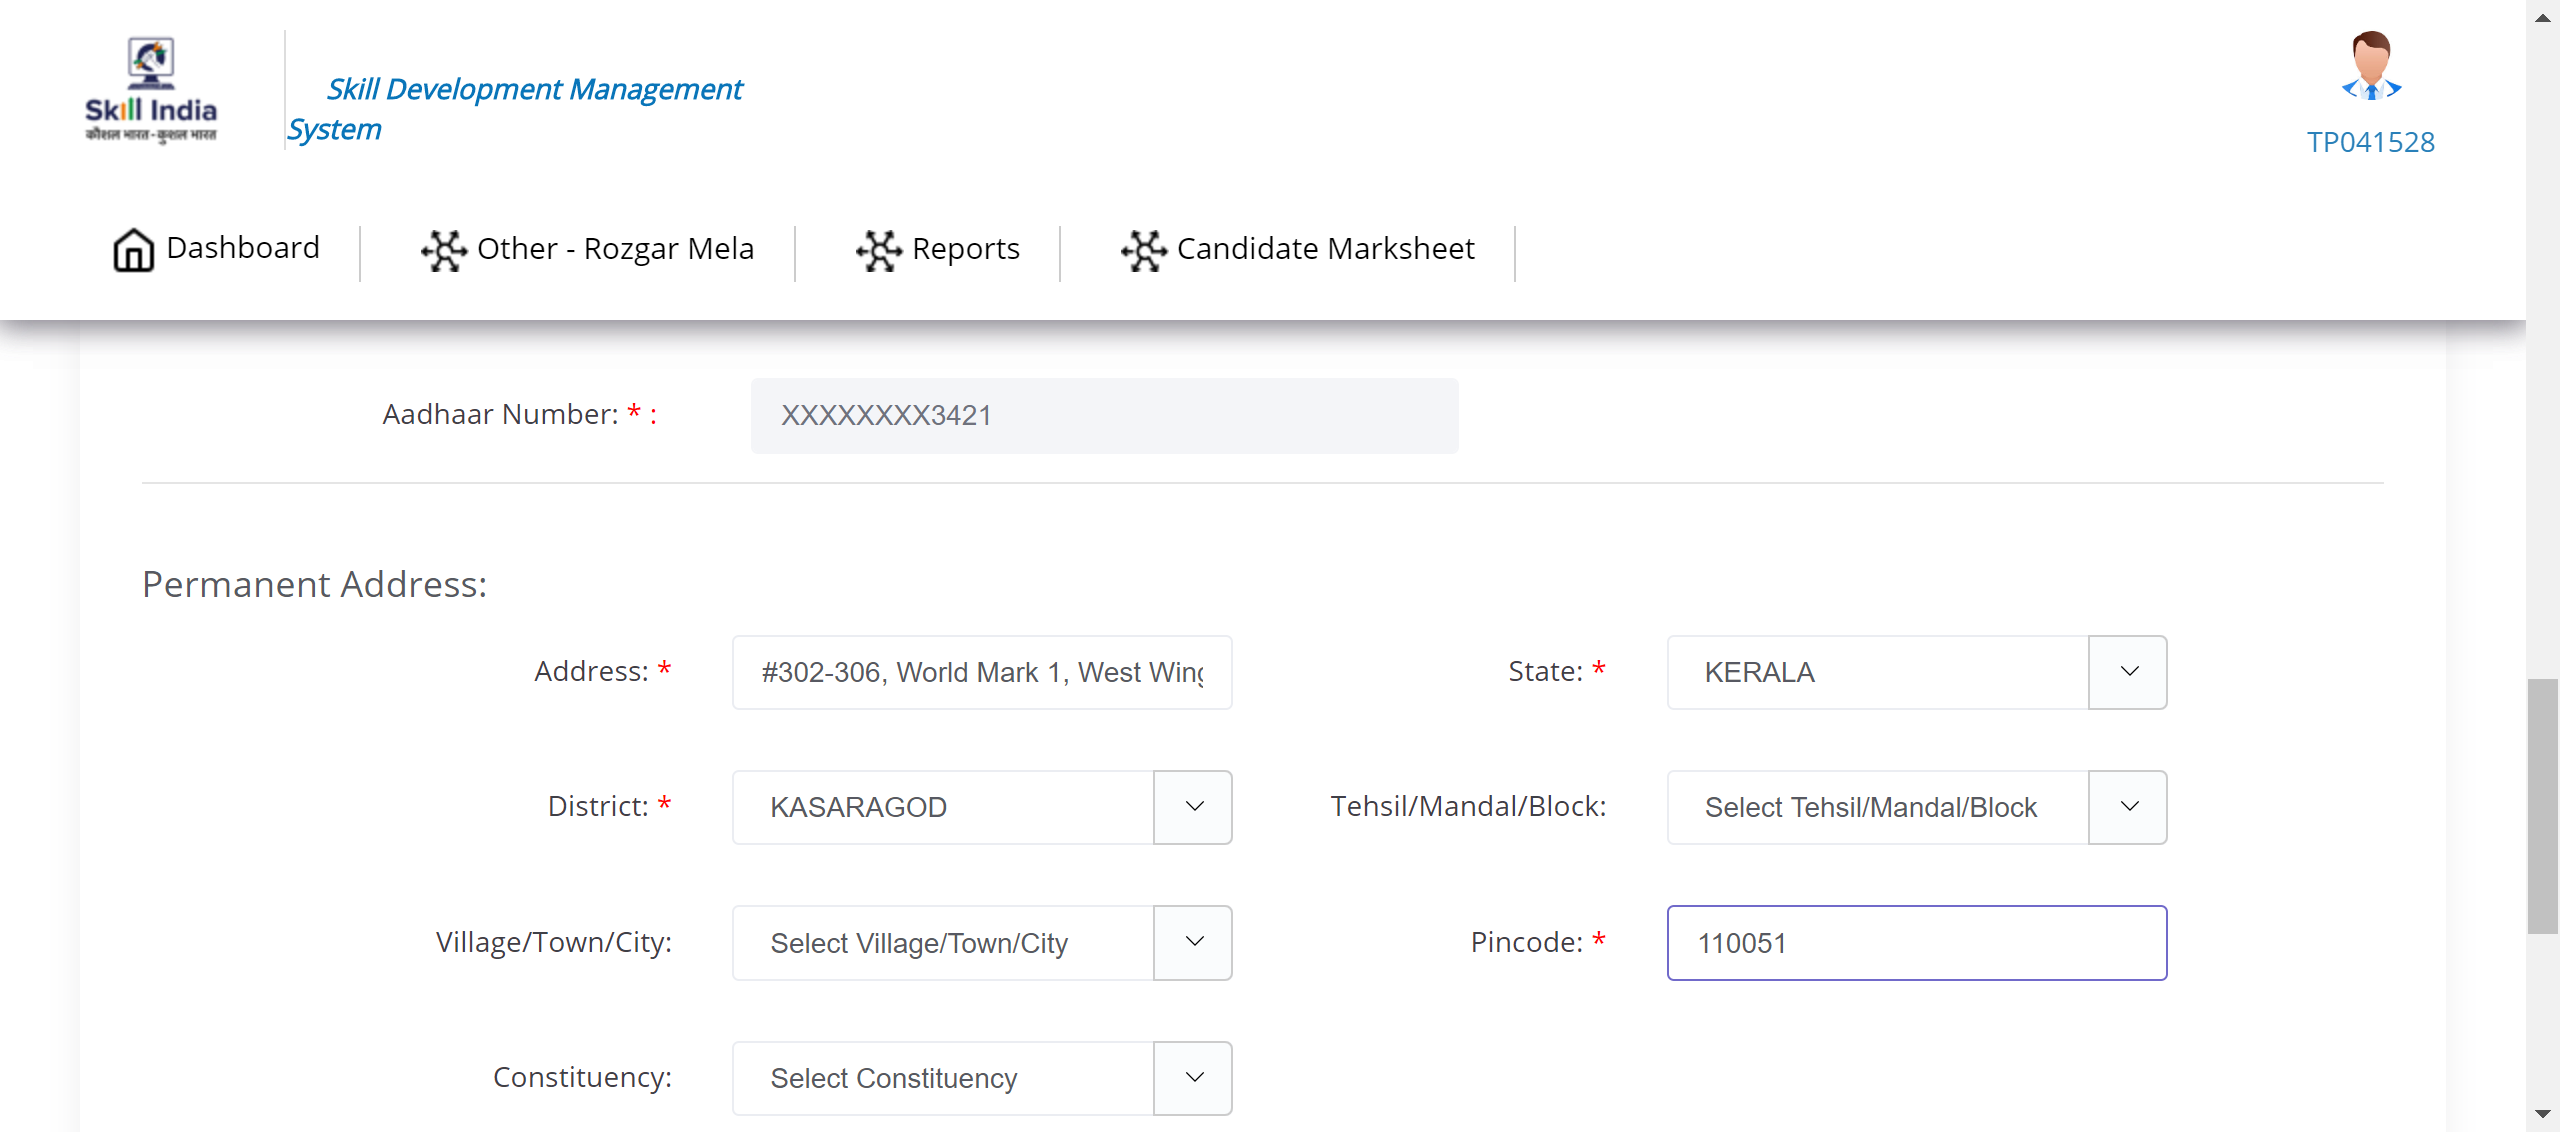 Skill India
कौशल भारत-कुशल भारत
Skill Development Management
System
TP041528
Dashboard
Other - Rozgar Mela
Reports
Candidate Marksheet
Aadhaar Number: * :
XXXXXXXX3421
Permanent Address:
Address: *
#302-306, World Mark 1, West Wing
State: *
KERALA
District: *
KASARAGOD
Tehsil/Mandal/Block:
Select Tehsil/Mandal/Block
Village/Town/City:
Select Village/Town/City
Pincode: *
110051
Constituency:
Select Constituency